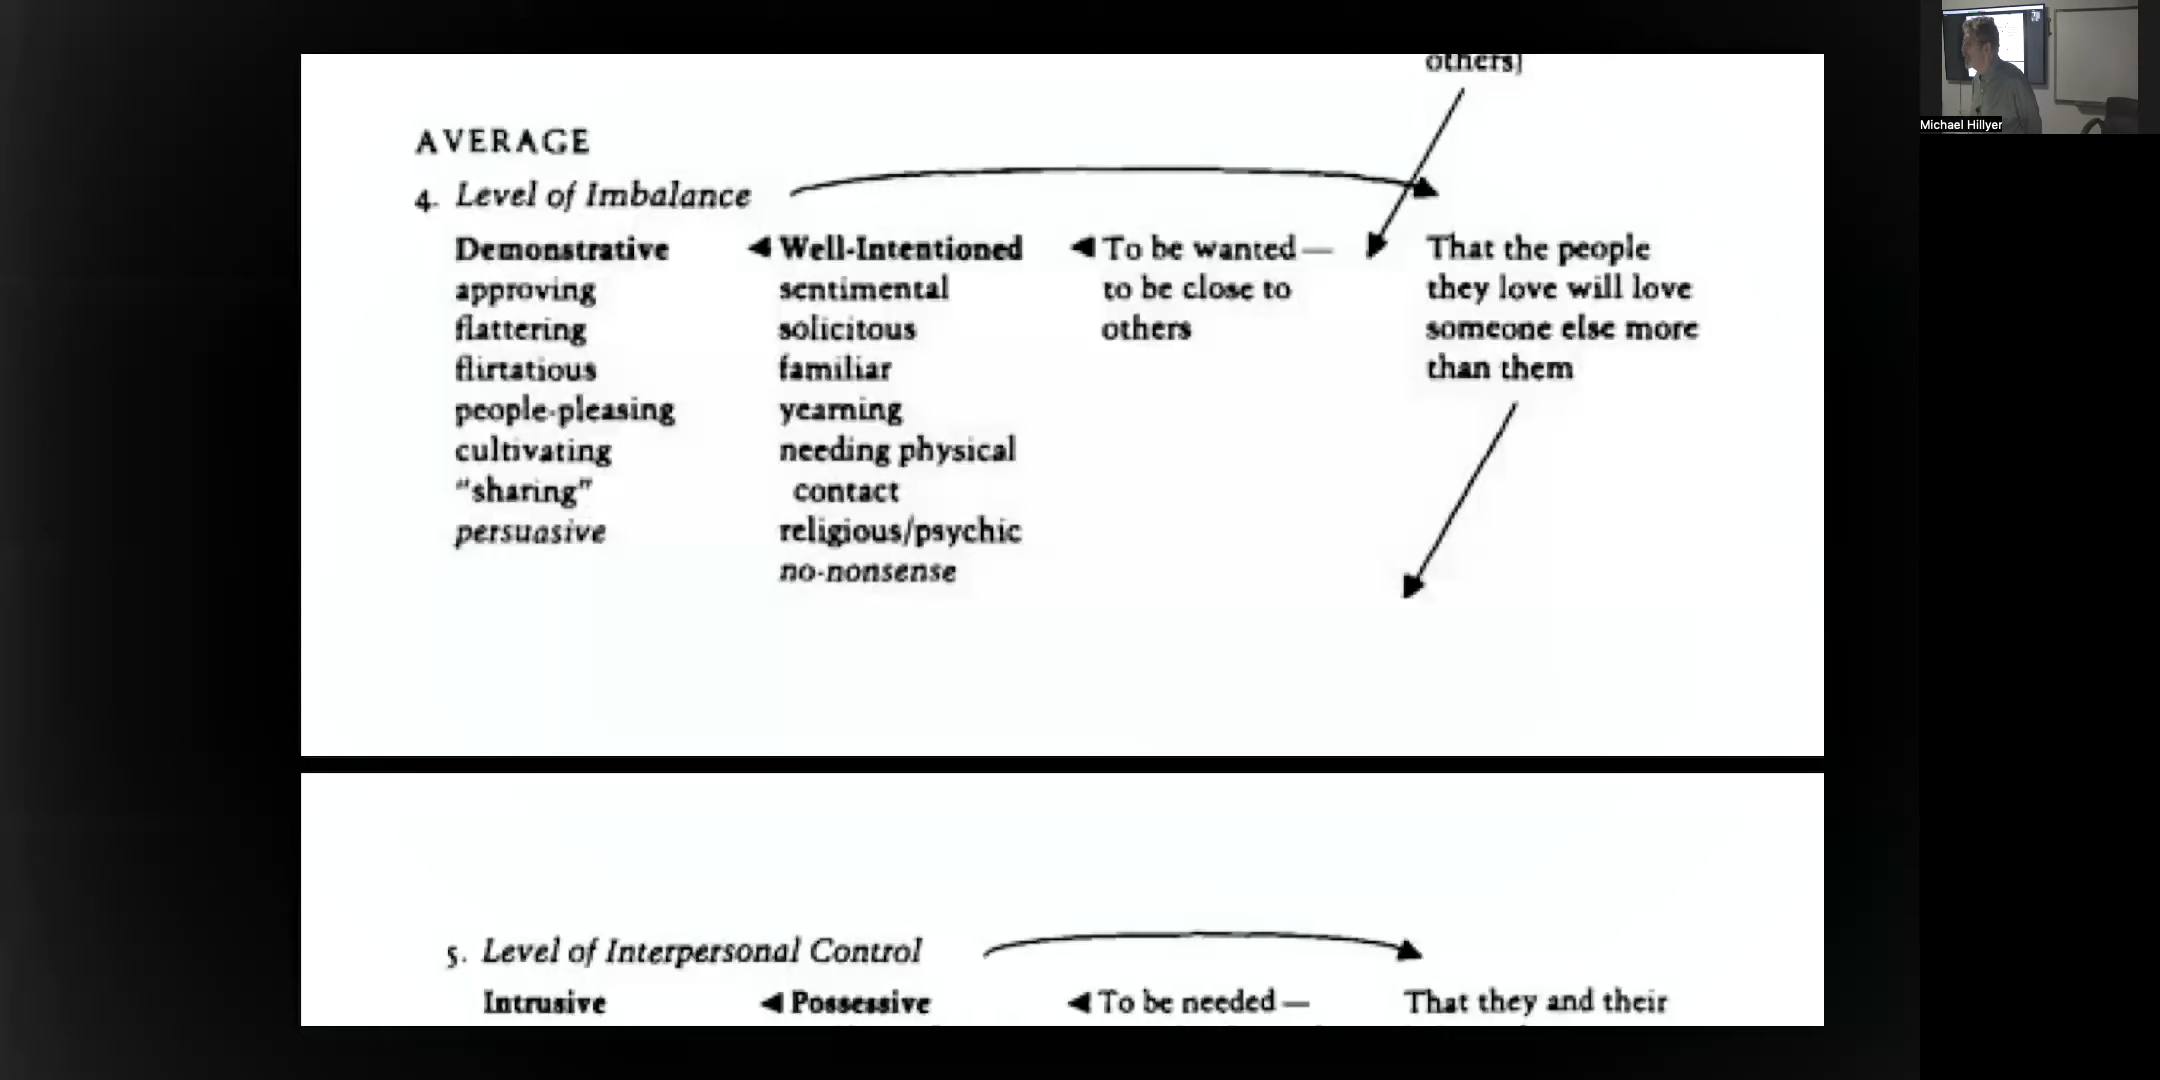 others)
AVERAGE
4. Level of Imbalance
Demonstrative
approving
flattering
flirtatious
people-pleasing
cultivating
"sharing"
persuasive
◄ Well-Intentioned
sentimental
solicitous
familiar
yearning
needing physical
contact
religious/psychic
no-nonsense
◄ To be wanted—
to be close to
others
That the people
they love will love
someone else more
than them
5. Level of Interpersonal Control
Intrusive
◄ Possessive
◄ To be needed—
That they and their
Michael Hillyer